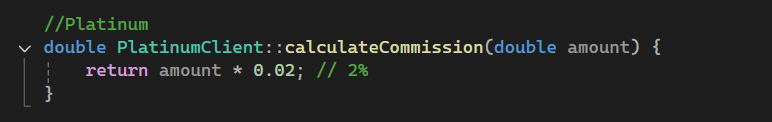 //Platinum
double PlatinumClient::calculateCommission(double amount) {
    return amount * 0.02; // 2%
}